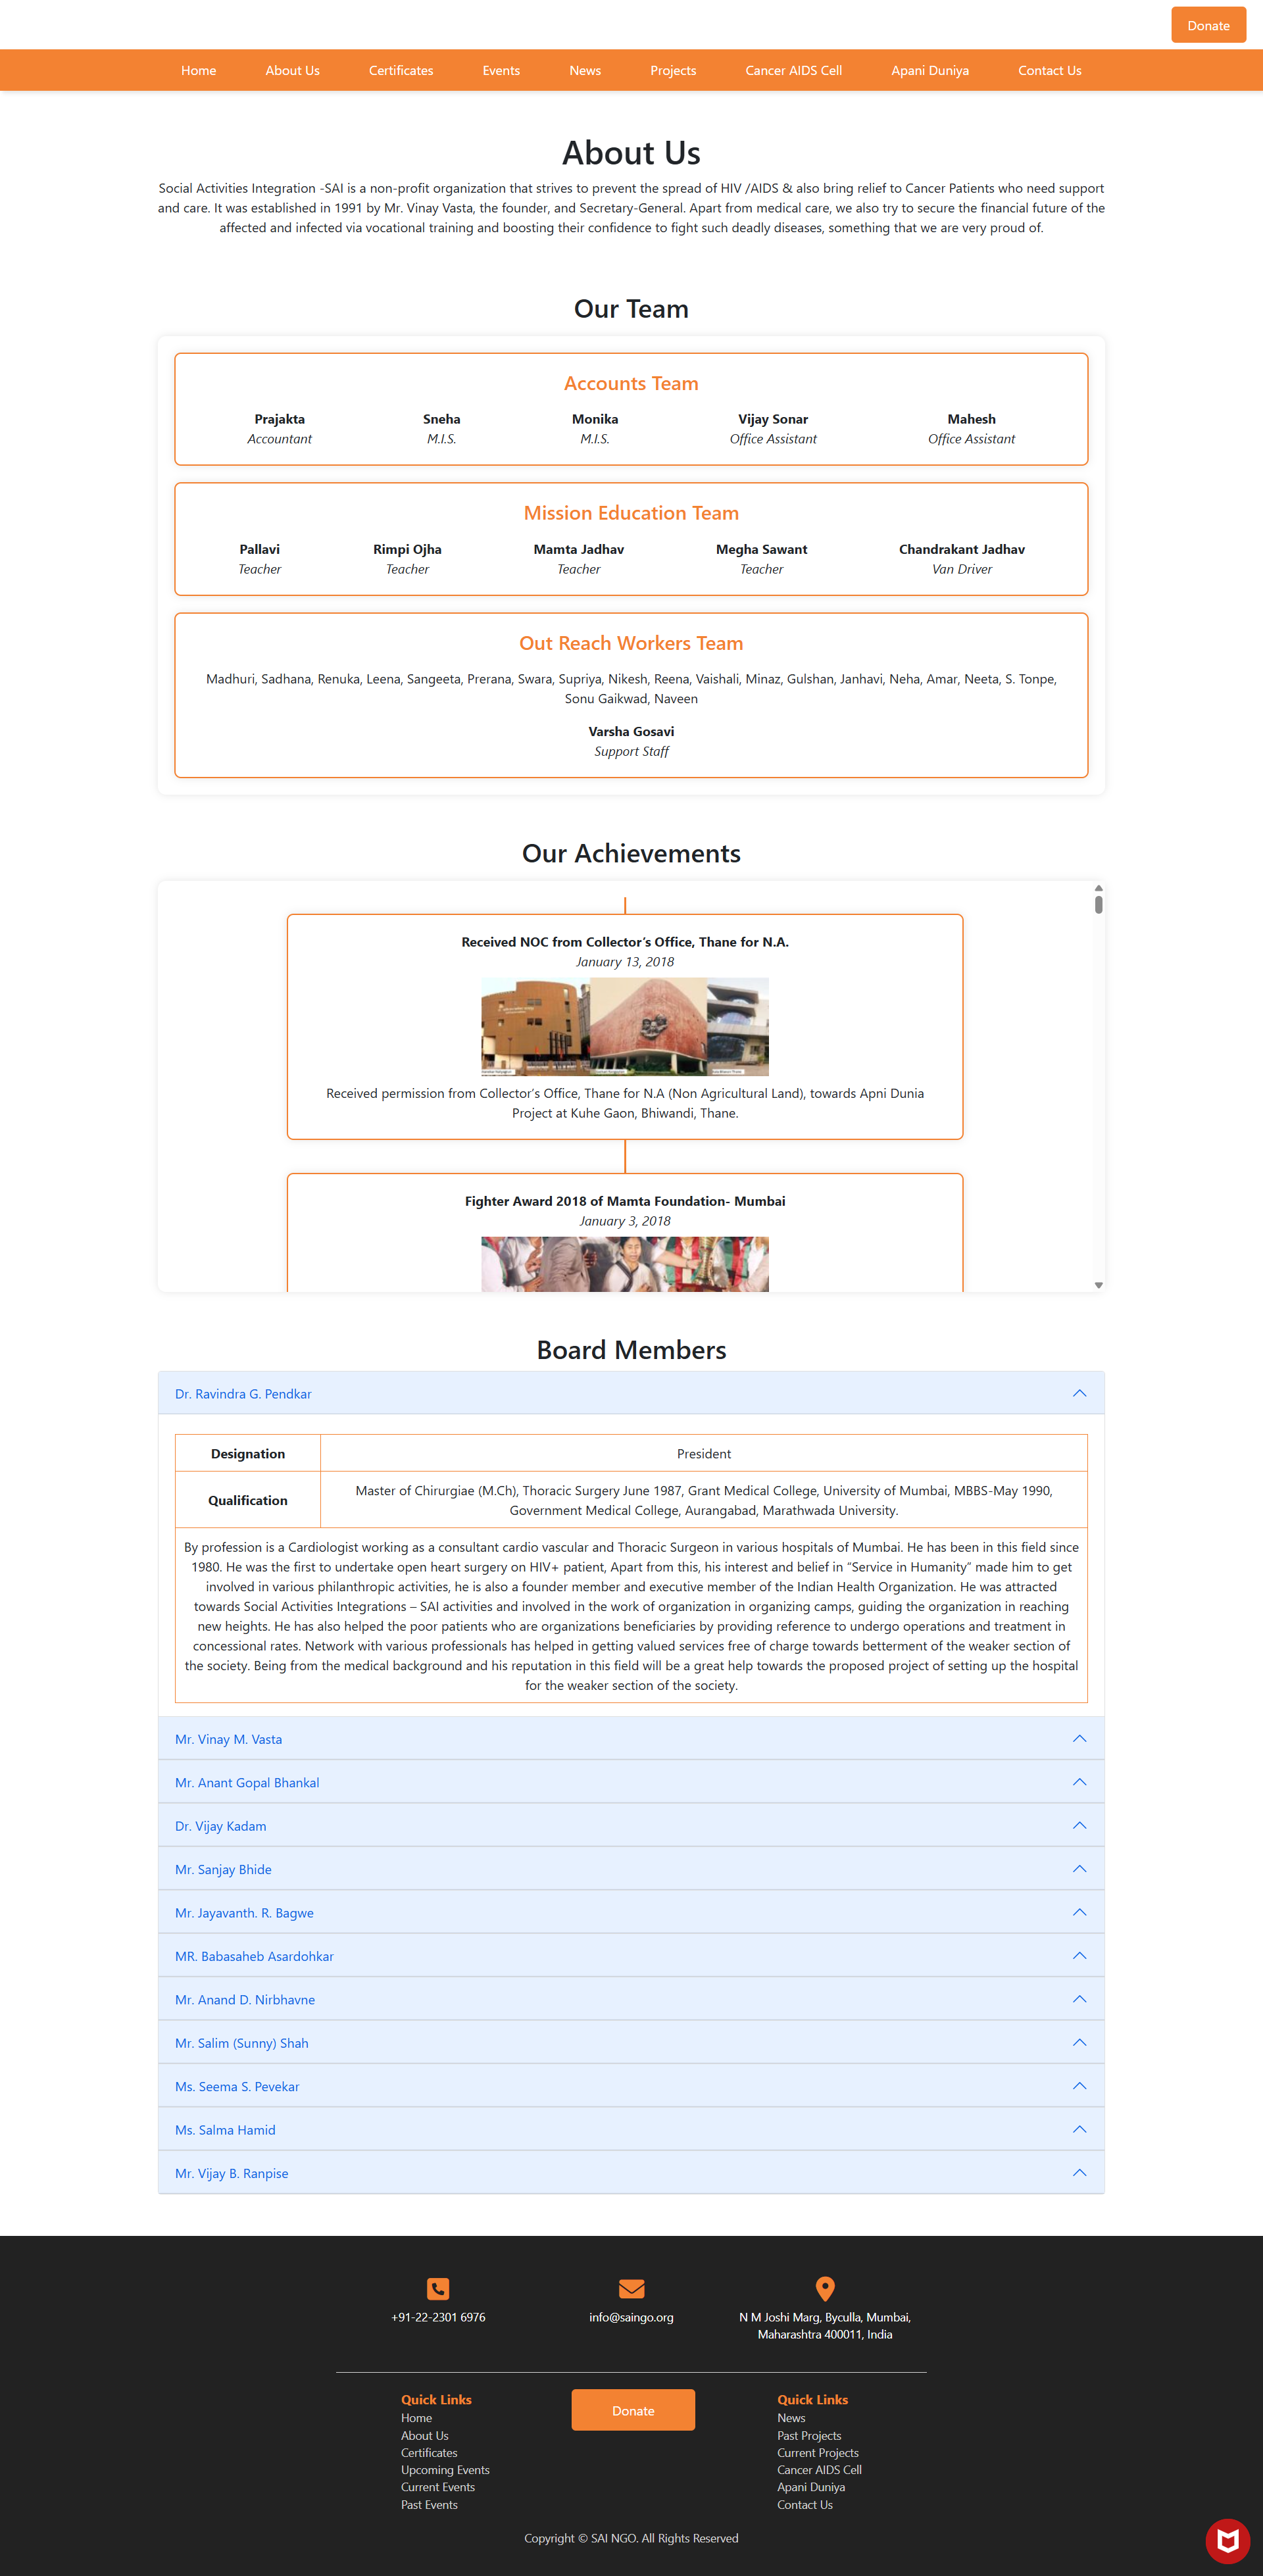 Donate
Home About Us Certificates Events News Projects Cancer AIDS Cell Apani Duniya Contact Us
About Us
Social Activities Integration -SAI is a non-profit organization that strives to prevent the spread of HIV /AIDS & also bring relief to Cancer Patients who need support
and care. It was established in 1991 by Mr. Vinay Vasta, the founder, and Secretary-General. Apart from medical care, we also try to secure the financial future of the
affected and infected via vocational training and boosting their confidence to fight such deadly diseases, something that we are very proud of.
Our Team
Accounts Team
Prajakta Sneha Monika Vijay Sonar Mahesh
Accountant M.I.S. M.I.S. Office Assistant Office Assistant
Mission Education Team
Pallavi Rimpi Ojha Mamta Jadhav Megha Sawant Chandrakant Jadhav
Teacher Teacher Teacher Teacher Van Driver
Out Reach Workers Team
Madhuri, Sadhana, Renuka, Leena, Sangeeta, Prerana, Swara, Supriya, Nikesh, Reena, Vaishali, Minaz, Gulshan, Janhavi, Neha, Amar, Neeta, S. Tonpe,
Sonu Gaikwad, Naveen
Varsha Gosavi
Support Staff
Our Achievements
Received NOC from Collector's Office, Thane for N.A.
January 13, 2018
Received permission from Collector's Office, Thane for N.A (Non Agricultural Land), towards Apni Dunia
Project at Kuhe Gaon, Bhiwandi, Thane.
Fighter Award 2018 of Mamta Foundation- Mumbai
January 3, 2018
Board Members
Dr. Ravindra G. Pendkar
Designation President
Qualification Master of Chirurgiae (M.Ch), Thoracic Surgery June 1987, Grant Medical College, University of Mumbai, MBBS-May 1990,
Government Medical College, Aurangabad, Marathwada University.
By profession is a Cardiologist working as a consultant cardio vascular and Thoracic Surgeon in various hospitals of Mumbai. He has been in this field since
1980. He was the first to undertake open heart surgery on HIV+ patient, Apart from this, his interest and belief in “Service in Humanity” made him to get
involved in various philanthropic activities, he is also a founder member and executive member of the Indian Health Organization. He was attracted
towards Social Activities Integrations – SAI activities and involved in the work of organization in organizing camps, guiding the organization in reaching
new heights. He has also helped the poor patients who are organizations beneficiaries by providing reference to undergo operations and treatment in
concessional rates. Network with various professionals has helped in getting valued services free of charge towards betterment of the weaker section of
the society. Being from the medical background and his reputation in this field will be a great help towards the proposed project of setting up the hospital
for the weaker section of the society.
Mr. Vinay M. Vasta
Mr. Anant Gopal Bhankal
Dr. Vijay Kadam
Mr. Sanjay Bhide
Mr. Jayavanth. R. Bagwe
MR. Babasaheb Asardohkar
Mr. Anand D. Nirbhavne
Mr. Salim (Sunny) Shah
Ms. Seema S. Pevekar
Ms. Salma Hamid
Mr. Vijay B. Ranpise
+91-22-2301 6976
info@saingo.org
N M Joshi Marg, Byculla, Mumbai,
Maharashtra 400011, India
Quick Links
Home
About Us
Certificates
Upcoming Events
Current Events
Past Events
Donate
Quick Links
News
Past Projects
Current Projects
Cancer AIDS Cell
Apani Duniya
Contact Us
Copyright © SAI NGO. All Rights Reserved